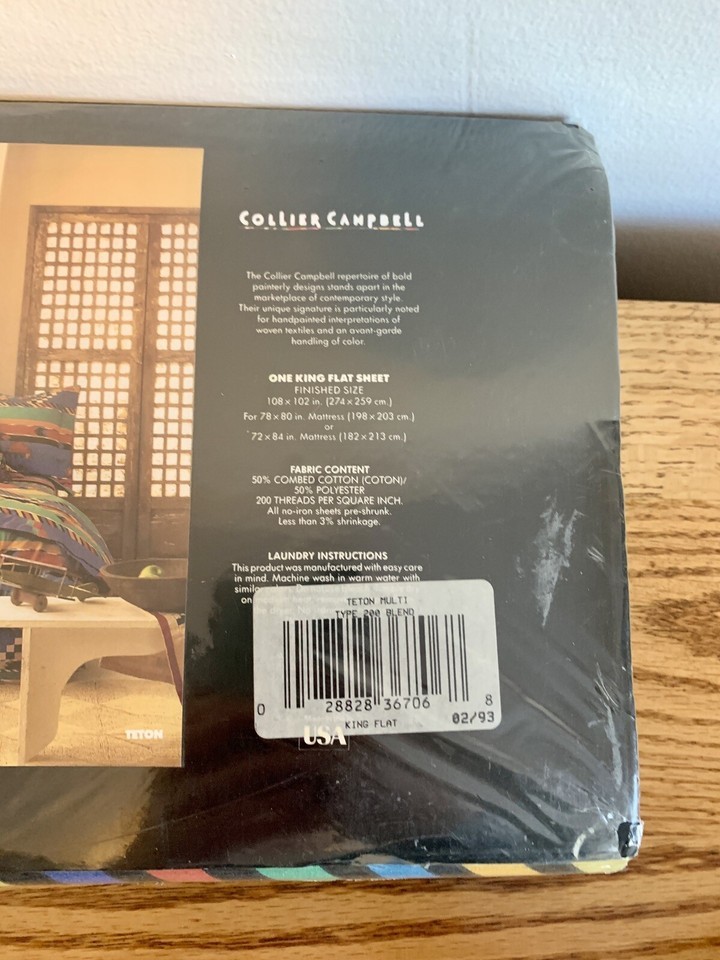 COLLIER CAMPBELL
The Collier Campbell repertoire of bold
painterly designs stands apart in the
marketplace of contemporary style.
Their unique signature is particularly noted
for handpainted interpretations of
woven textiles and an avant-garde
handling of color.
ONE KING FLAT SHEET
FINISHED SIZE
108 x 102 in. (274 x 259 cm.)
For 78 x 80 in. Mattress (198 x 203 cm.)
or
72 x 84 in. Mattress (182 x 213 cm.)
FABRIC CONTENT
50% COMBED COTTON (COTON)/
50% POLYESTER
200 THREADS PER SQUARE INCH.
All no-iron sheets pre-shrunk.
Less than 3% shrinkage.
LAUNDRY INSTRUCTIONS
This product was manufactured with easy care
in mind. Machine wash in warm water with
on
TETON MULTI
TYPE 200 BLEND
0 28828 36706 8
KING FLAT 02/93
USA
TETON